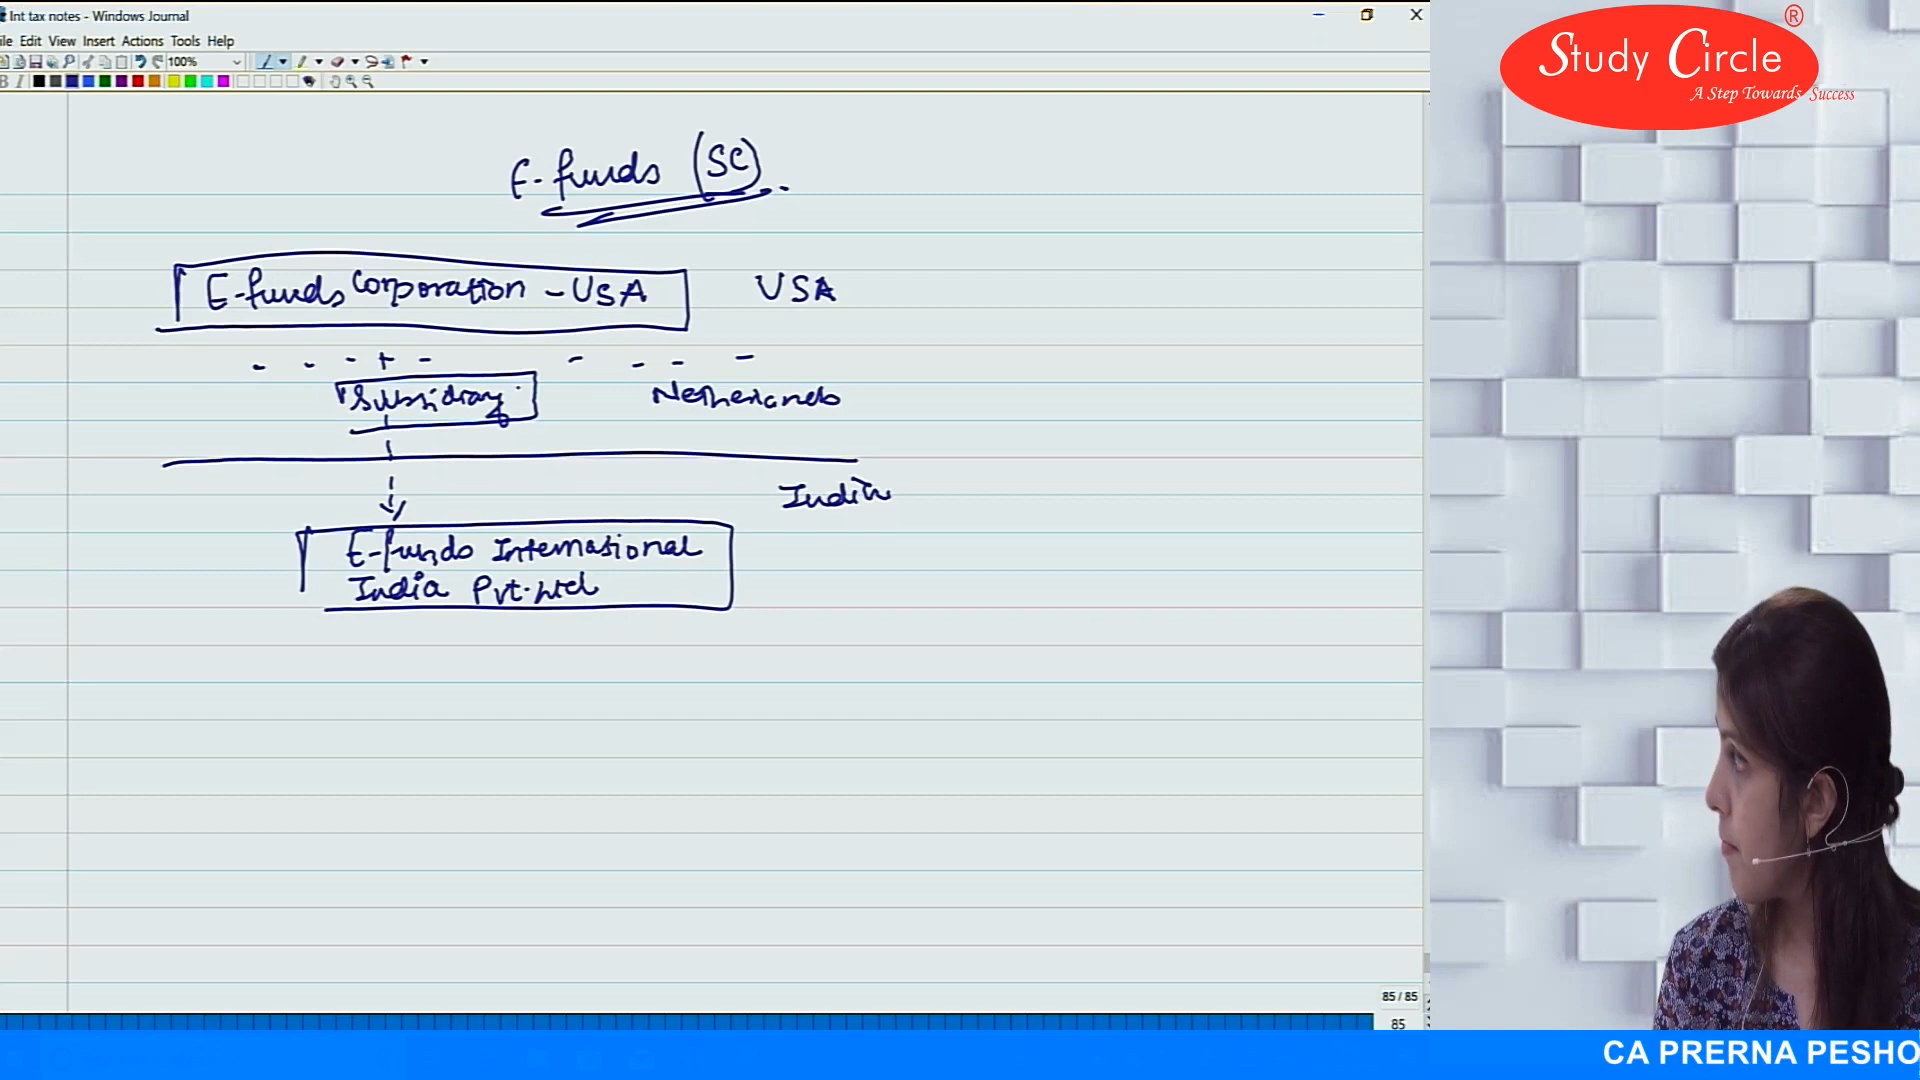 Int tax notes - Windows Journal
ile Edit View Insert Actions Tools Help
100%
B I
E-funds (SC)
E-funds Corporation - USA USA
Subsidiary Netherlands
India
E-funds International
India Pvt. Ltd
85 / 85
85
Study Circle ®
A Step Towards Success
CA PRERNA PESHO